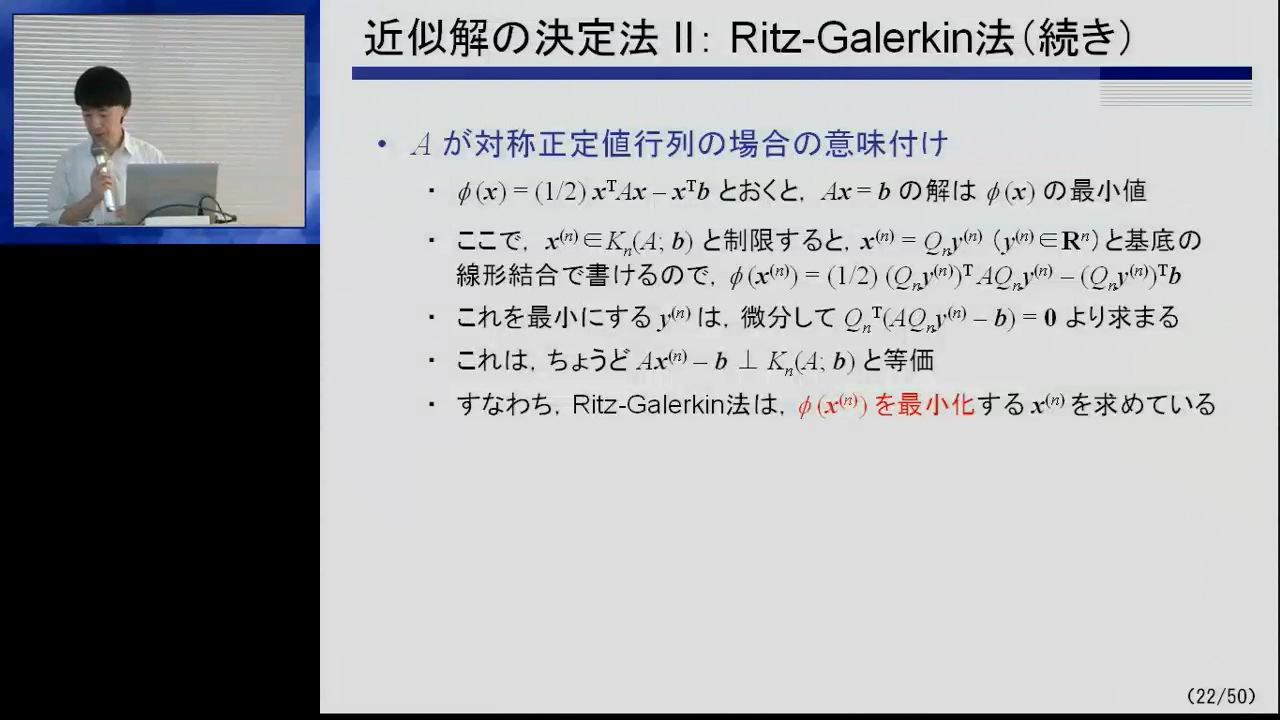 近似解の決定法 II： Ritz-Galerkin法（続き）
• A が対称正定値行列の場合の意味付け
・ ϕ(x) = (1/2) xᵀAx – xᵀb とおくと， Ax = b の解は ϕ(x) の最小値
・ ここで， x⁽ⁿ⁾∈Kₙ(A; b) と制限すると， x⁽ⁿ⁾ = Qₙy⁽ⁿ⁾ （y⁽ⁿ⁾∈Rⁿ）と基底の
線形結合で書けるので， ϕ(x⁽ⁿ⁾) = (1/2) (Qₙy⁽ⁿ⁾)ᵀ AQₙy⁽ⁿ⁾ – (Qₙy⁽ⁿ⁾)ᵀb
・ これを最小にする y⁽ⁿ⁾ は，微分して Qₙᵀ(AQₙy⁽ⁿ⁾ – b) = 0 より求まる
・ これは，ちょうど Ax⁽ⁿ⁾ – b ⊥ Kₙ(A; b) と等価
・ すなわち，Ritz-Galerkin法は， ϕ(x⁽ⁿ⁾) を最小化する x⁽ⁿ⁾ を求めている
(22/50)